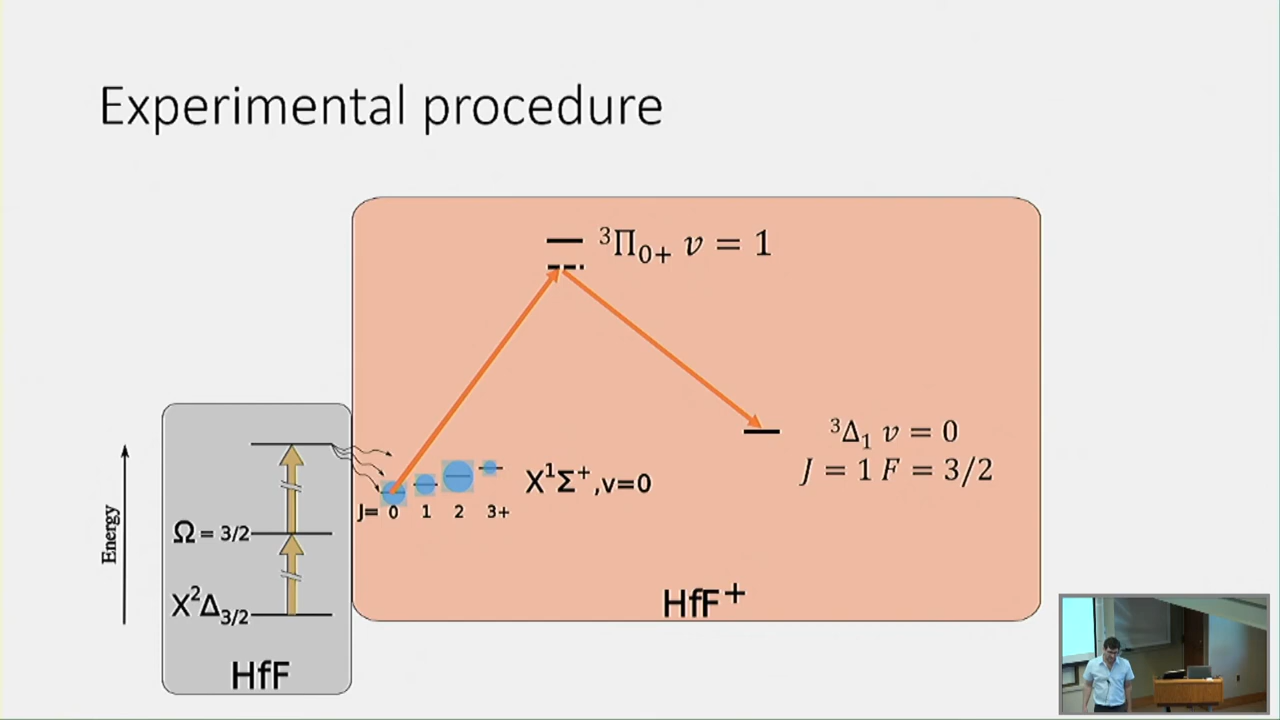 Experimental procedure
³Π₀₊ v = 1
³Δ₁ v = 0
J = 1 F = 3/2
X¹Σ⁺,v=0
J= 0 1 2 3+
HfF⁺
Energy
Ω = 3/2
X²Δ₃/₂
HfF